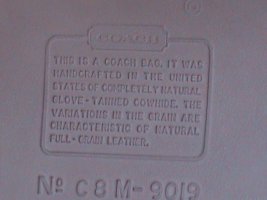 COACH
THIS IS A COACH BAG. IT WAS
HANDCRAFTED IN THE UNITED
STATES OF COMPLETELY NATURAL
GLOVE-TANNED COWHIDE. THE
VARIATIONS IN THE GRAIN ARE
CHARACTERISTIC OF NATURAL
FULL-GRAIN LEATHER.
Nº C8M-9019